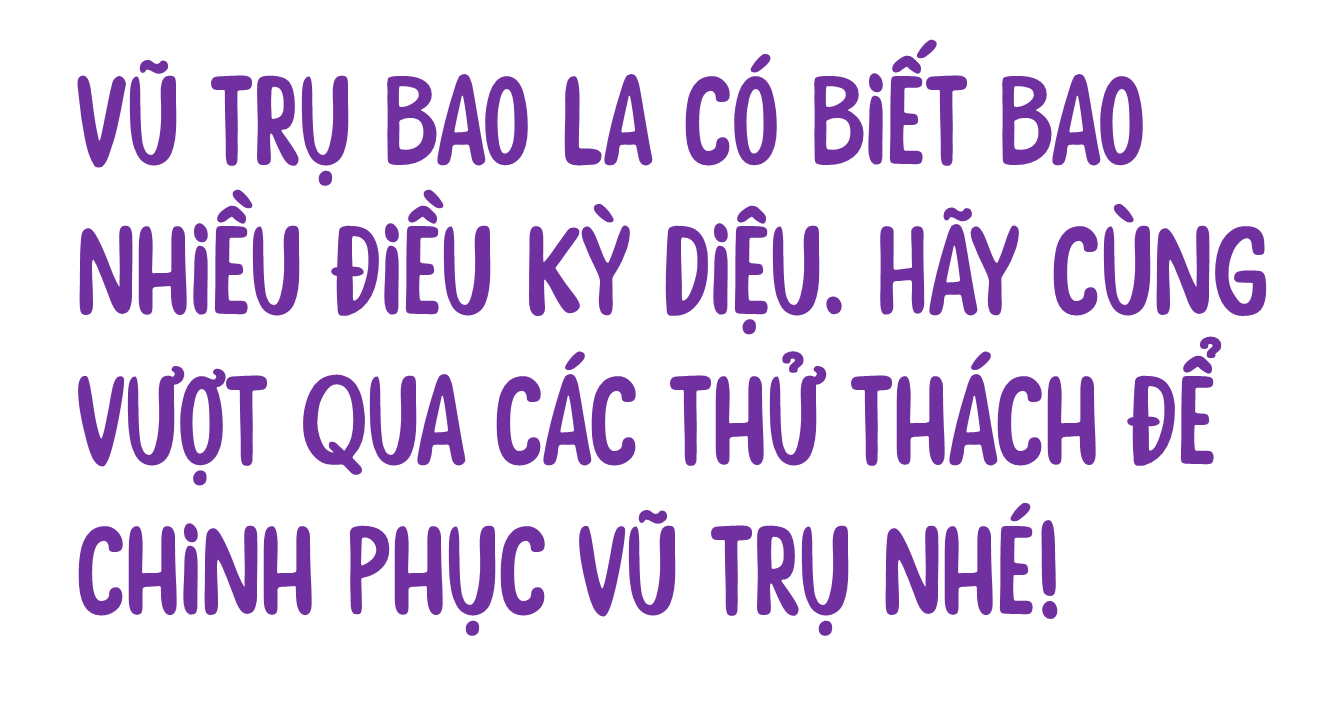 VŨ TRỤ BAO LA CÓ BIẾT BAO
NHIỀU ĐIỀU KỲ DIỆU. HÃY CÙNG
VƯỢT QUA CÁC THỬ THÁCH ĐỂ
CHINH PHỤC VŨ TRỤ NHÉ!